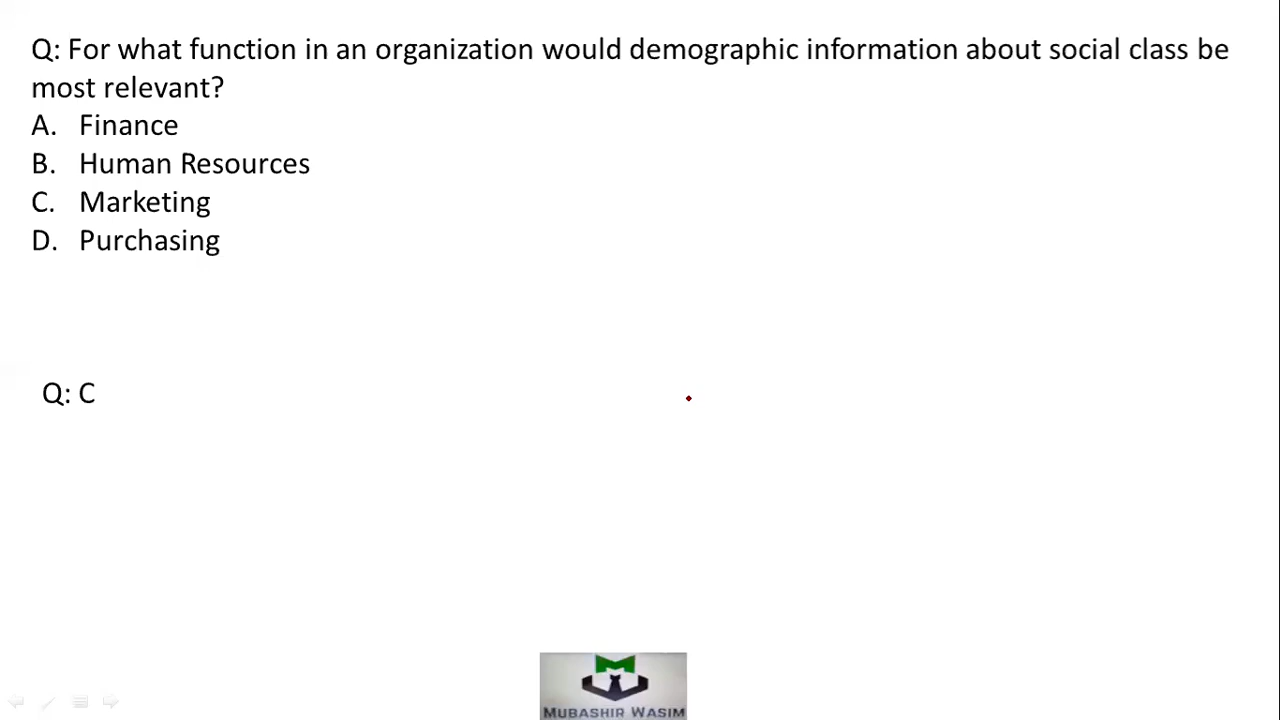 Q: For what function in an organization would demographic information about social class be
most relevant?
A. Finance
B. Human Resources
C. Marketing
D. Purchasing
Q: C
MUBASHIR WASIM